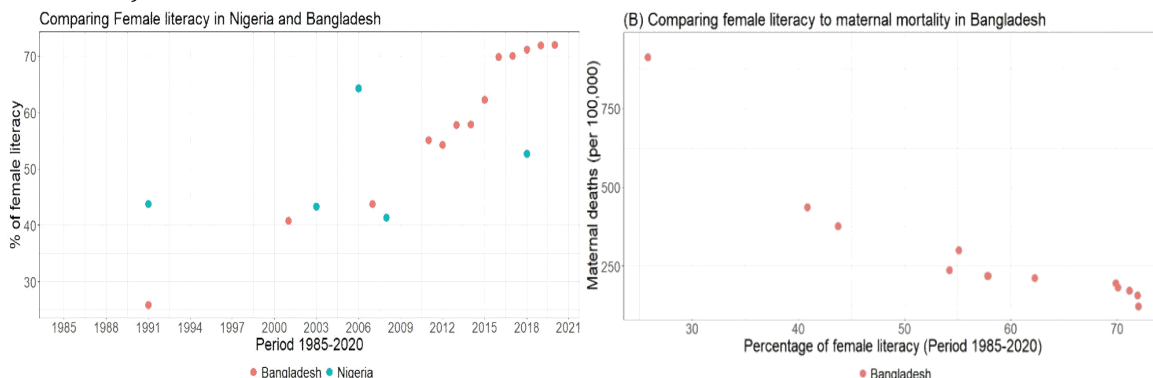 Comparing Female literacy in Nigeria and Bangladesh
% of female literacy
70
60
50
40
30
1985 1988 1991 1994 1997 2000 2003 2006 2009 2012 2015 2018 2021
Period 1985-2020
Bangladesh Nigeria
(B) Comparing female literacy to maternal mortality in Bangladesh
Maternal deaths (per 100,000)
750
500
250
30 40 50 60 70
Percentage of female literacy (Period 1985-2020)
Bangladesh